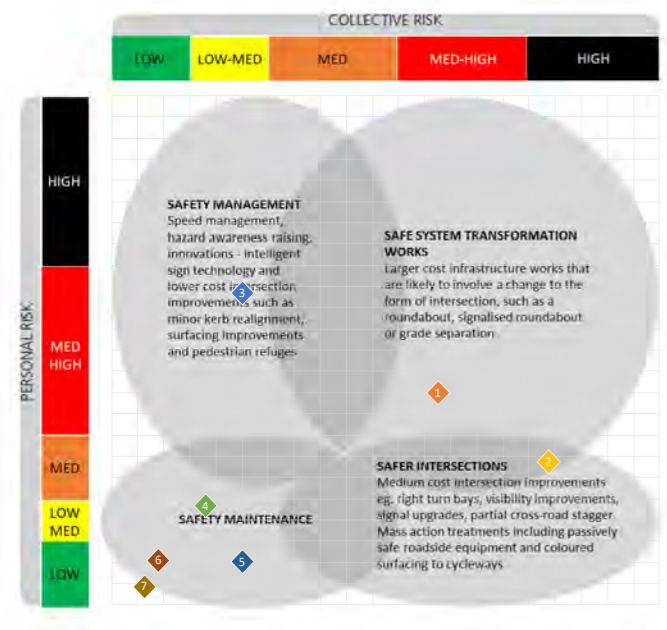 COLLECTIVE RISK
LOW
LOW-MED
MED
MED-HIGH
HIGH
PERSONAL RISK
HIGH
MED
HIGH
MED
LOW
MED
LOW
SAFETY MANAGEMENT
Speed management,
hazard awareness raising,
innovations - intelligent
sign technology and
lower cost intersection
improvements such as
minor kerb realignment,
surfacing improvements
and pedestrian refuges
3
SAFE SYSTEM TRANSFORMATION
WORKS
Larger cost infrastructure works that
are likely to involve a change to the
form of intersection, such as a
roundabout, signalised roundabout
or grade separation
1
2
SAFER INTERSECTIONS
Medium cost intersection improvements
eg. right turn bays, visibility improvements,
signal upgrades, partial cross-road stagger.
Mass action treatments including passively
safe roadside equipment and coloured
surfacing to cycleways
4
SAFETY MAINTENANCE
6
5
7